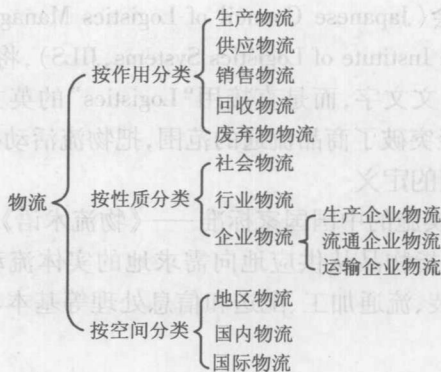 生产物流
供应物流
按作用分类
销售物流
回收物流
废弃物物流
社会物流
物流
按性质分类
行业物流
生产企业物流
企业物流
流通企业物流
运输企业物流
地区物流
按空间分类
国内物流
国际物流